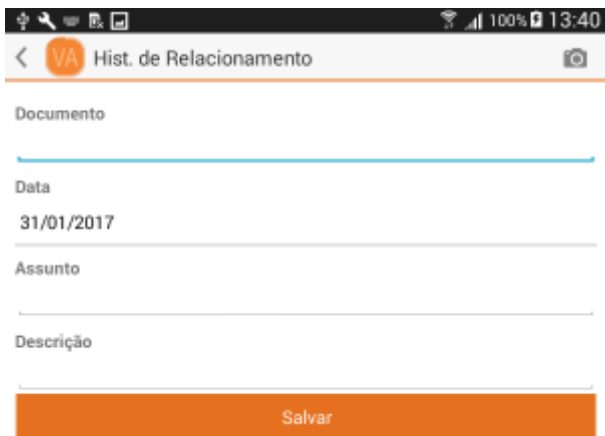 100% 13:40
VA Hist. de Relacionamento
Documento
Data
31/01/2017
Assunto
Descrição
Salvar